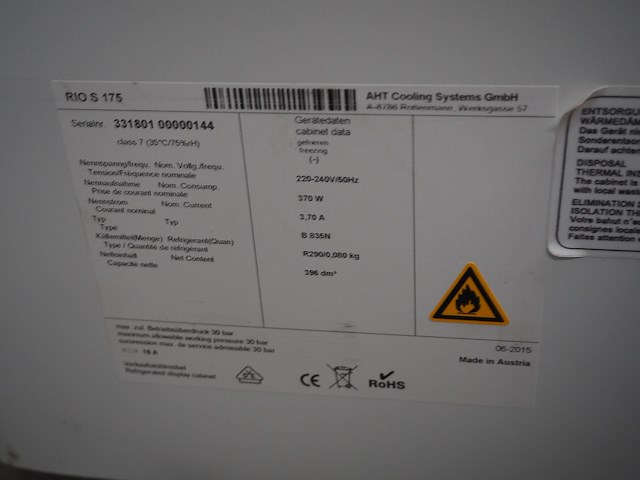 RIO S 175
AHT Cooling Systems GmbH
A-8786 Rottenmann, Werksgasse 57
Serialnr. 331801 00000144
class 7 (35°C/75%rH)
Gerätedaten
cabinet data
gefrieren
freezing
(-)
Nennspannung/frequ. Nom. Voltg./frequ. 220-240V/50Hz
Tension/Fréquence nominale
Nennaufnahme Nom. Consump. 370 W
Prise de courant nominale
Nennstrom Nom. Current 3,70 A
Courant nominal
Typ Typ B 835N
Type
Kältemittel(Menge) Refrigerant(Quan) R290/0,080 kg
Type / Quantité de réfrigérant
Nettoinhalt Net Content 396 dm³
Capacité nette
max. zul. Betriebsüberdruck 30 bar
maximum allowable working pressure 30 bar
surpression max. de service admissible 30 bar
16 A
Verkaufskühlmöbel
Refrigerated display cabinet
CE
RoHS
06-2015
Made in Austria
ENTSORGU
WÄRMEDÄM
Das Gerät ni
Sonderentsor
Darauf achten
DISPOSAL
THERMAL INS
The cabinet is
with local wast
ELIMINATION D
ISOLATION TH
Votre bahut n'e
consignes locale
Faites attention